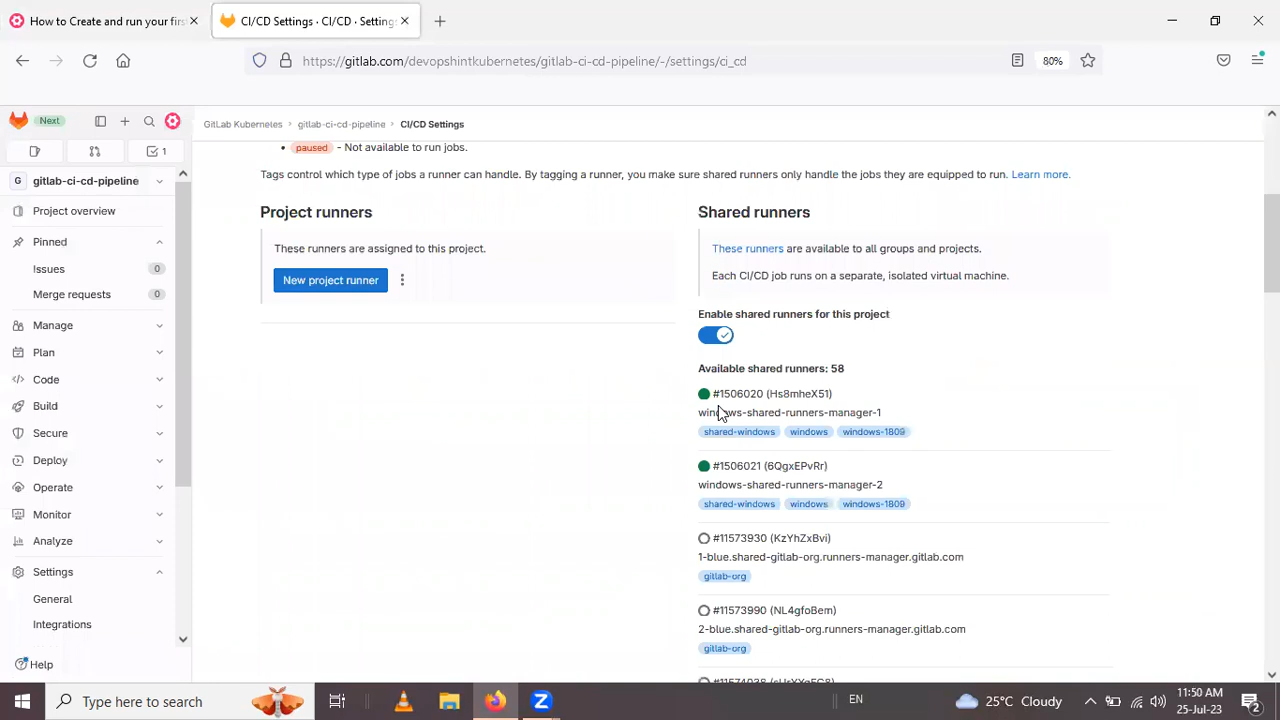 How to Create and run your firs
CI/CD Settings · CI/CD · Settings
https://gitlab.com/devopshintkubernetes/gitlab-ci-cd-pipeline/-/settings/ci_cd
80%
Next
GitLab Kubernetes > gitlab-ci-cd-pipeline > CI/CD Settings
paused - Not available to run jobs.
1
Tags control which type of jobs a runner can handle. By tagging a runner, you make sure shared runners only handle the jobs they are equipped to run. Learn more.
G gitlab-ci-cd-pipeline
Project overview
Pinned
Issues 0
Merge requests 0
Manage
Plan
Code
Build
Secure
Deploy
Operate
Monitor
Analyze
Settings
General
Integrations
Help
Project runners
These runners are assigned to this project.
New project runner
Shared runners
These runners are available to all groups and projects.
Each CI/CD job runs on a separate, isolated virtual machine.
Enable shared runners for this project
Available shared runners: 58
#1506020 (Hs8mheX51)
windows-shared-runners-manager-1
shared-windows windows windows-1809
#1506021 (6QgxEPvRr)
windows-shared-runners-manager-2
shared-windows windows windows-1809
#11573930 (KzYhZxBvi)
1-blue.shared-gitlab-org.runners-manager.gitlab.com
gitlab-org
#11573990 (NL4gfoBem)
2-blue.shared-gitlab-org.runners-manager.gitlab.com
gitlab-org
Type here to search
EN
25°C Cloudy
11:50 AM
25-Jul-23
2